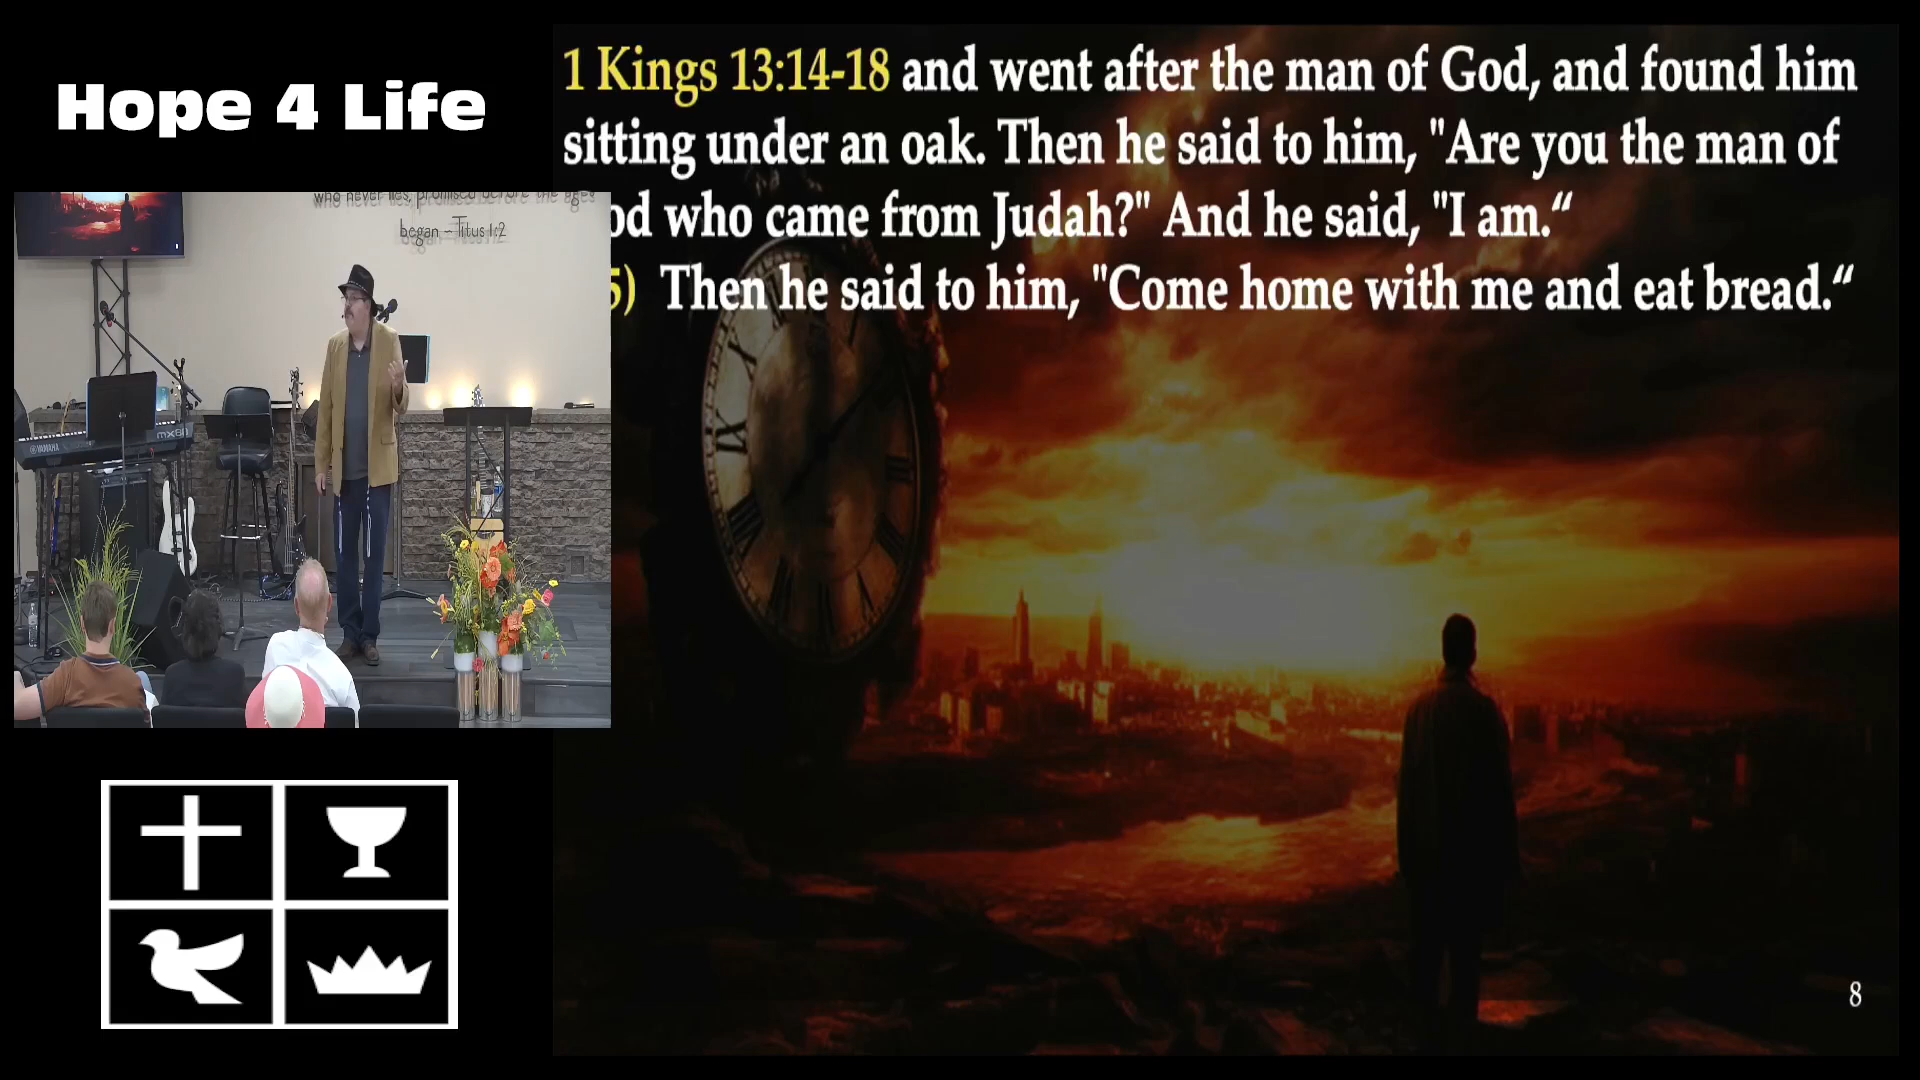 Hope 4 Life
1 Kings 13:14-18 and went after the man of God, and found him
sitting under an oak. Then he said to him, "Are you the man of
od who came from Judah?" And he said, "I am.“
5) Then he said to him, "Come home with me and eat bread.“
who never lies, promised before the ages
began – Titus 1:2
YAMAHA
8